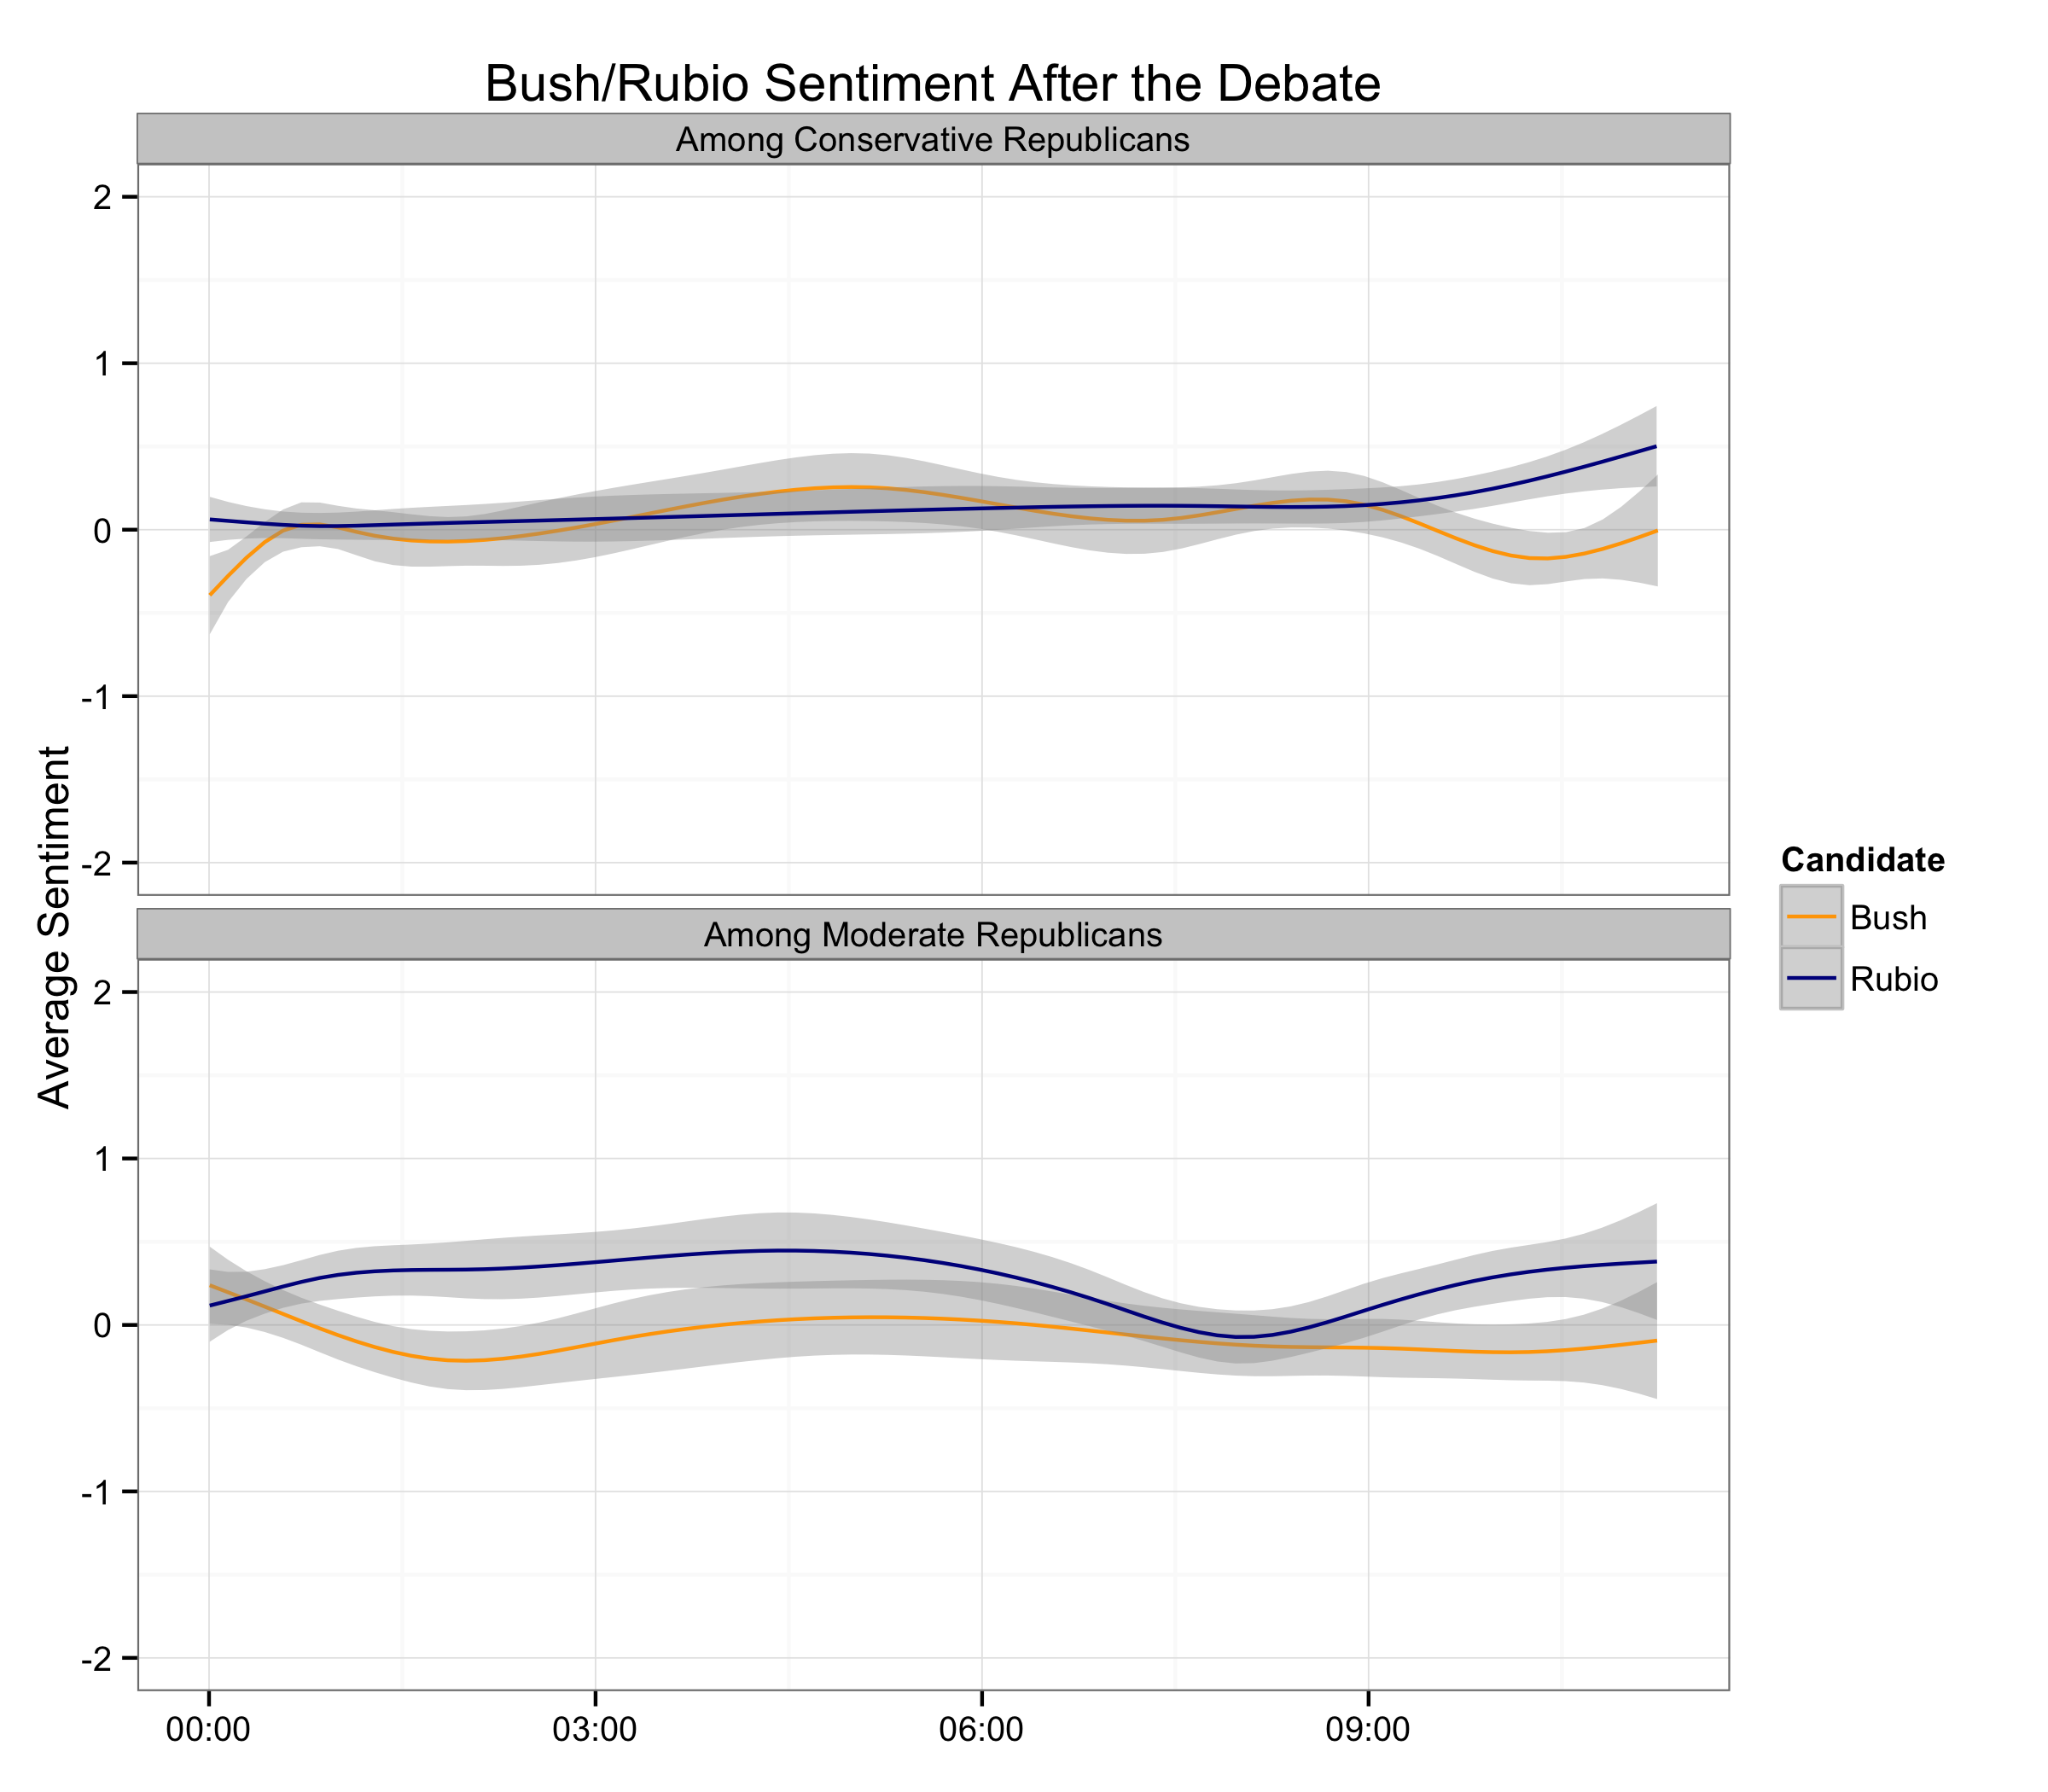 Bush/Rubio Sentiment After the Debate
Among Conservative Republicans
2
1
0
-1
-2
Average Sentiment
Among Moderate Republicans
2
1
0
-1
-2
00:00 03:00 06:00 09:00
Candidate
Bush
Rubio